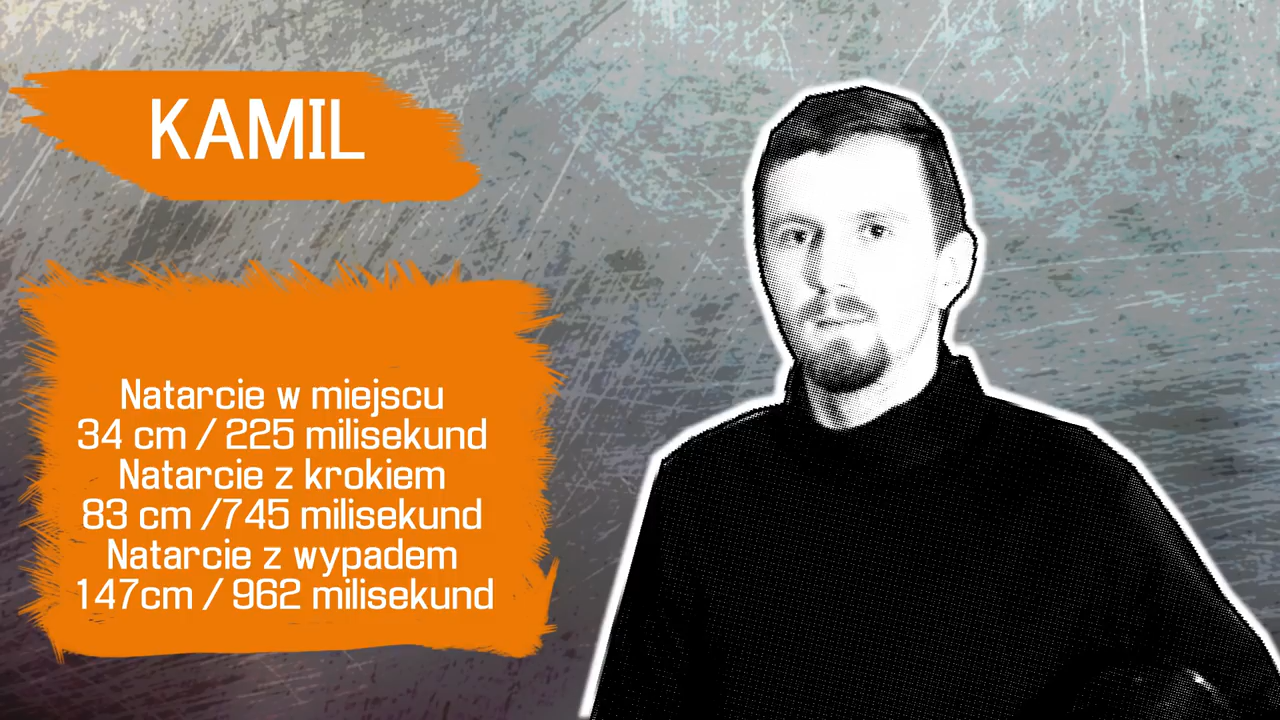 KAMIL
Natarcie w miejscu
34 cm / 225 milisekund
Natarcie z krokiem
83 cm /745 milisekund
Natarcie z wypadem
147cm / 962 milisekund